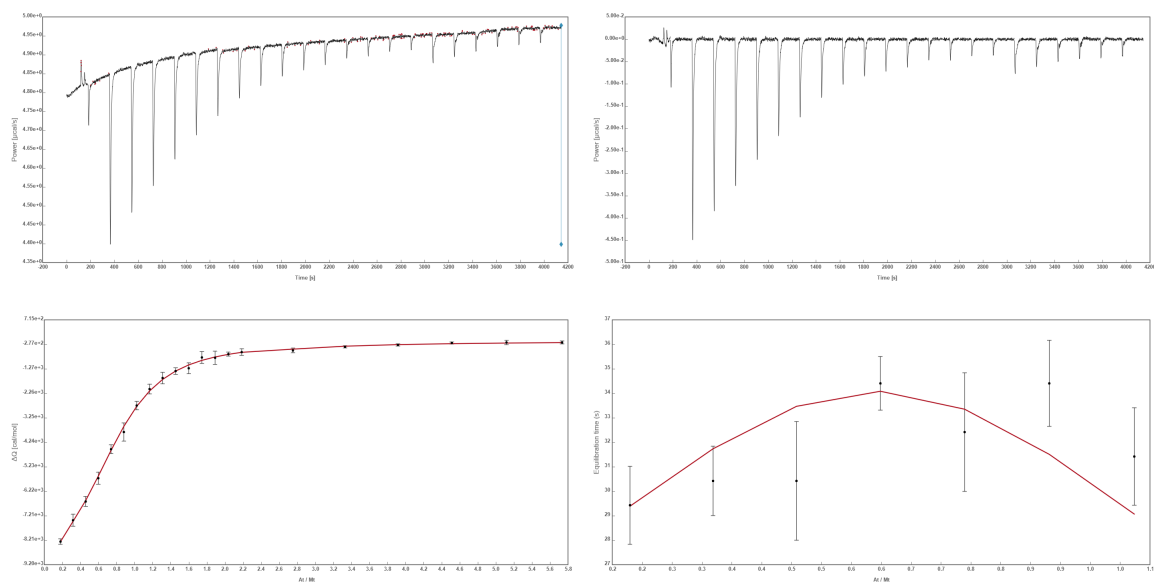 5.00e+0
4.95e+0
4.90e+0
4.85e+0
4.80e+0
4.75e+0
4.70e+0
4.65e+0
4.60e+0
4.55e+0
4.50e+0
4.45e+0
4.40e+0
4.35e+0
Power [µcal/s]
-200 0 200 400 600 800 1000 1200 1400 1600 1800 2000 2200 2400 2600 2800 3000 3200 3400 3600 3800 4000 4200
Time [s]
5.00e-2
0.00e+0
-5.00e-2
-1.00e-1
-1.50e-1
-2.00e-1
-2.50e-1
-3.00e-1
-3.50e-1
-4.00e-1
-4.50e-1
-5.00e-1
Power [µcal/s]
-200 0 200 400 600 800 1000 1200 1400 1600 1800 2000 2200 2400 2600 2800 3000 3200 3400 3600 3800 4000 4200
Time [s]
7.15e+2
-2.77e+2
-1.27e+3
-2.26e+3
-3.25e+3
-4.24e+3
-5.23e+3
-6.22e+3
-7.21e+3
-8.21e+3
-9.20e+3
ΔQ [cal/mol]
0.0 0.2 0.4 0.6 0.8 1.0 1.2 1.4 1.6 1.8 2.0 2.2 2.4 2.6 2.8 3.0 3.2 3.4 3.6 3.8 4.0 4.2 4.4 4.6 4.8 5.0 5.2 5.4 5.6 5.8
At / Mt
37
36
34
33
32
31
30
29
28
27
Equilibration time (s)
0.2 0.2 0.3 0.4 0.5 0.6 0.6 0.7 0.8 0.9 0.9 1.0 1.1 1.1
At / Mt